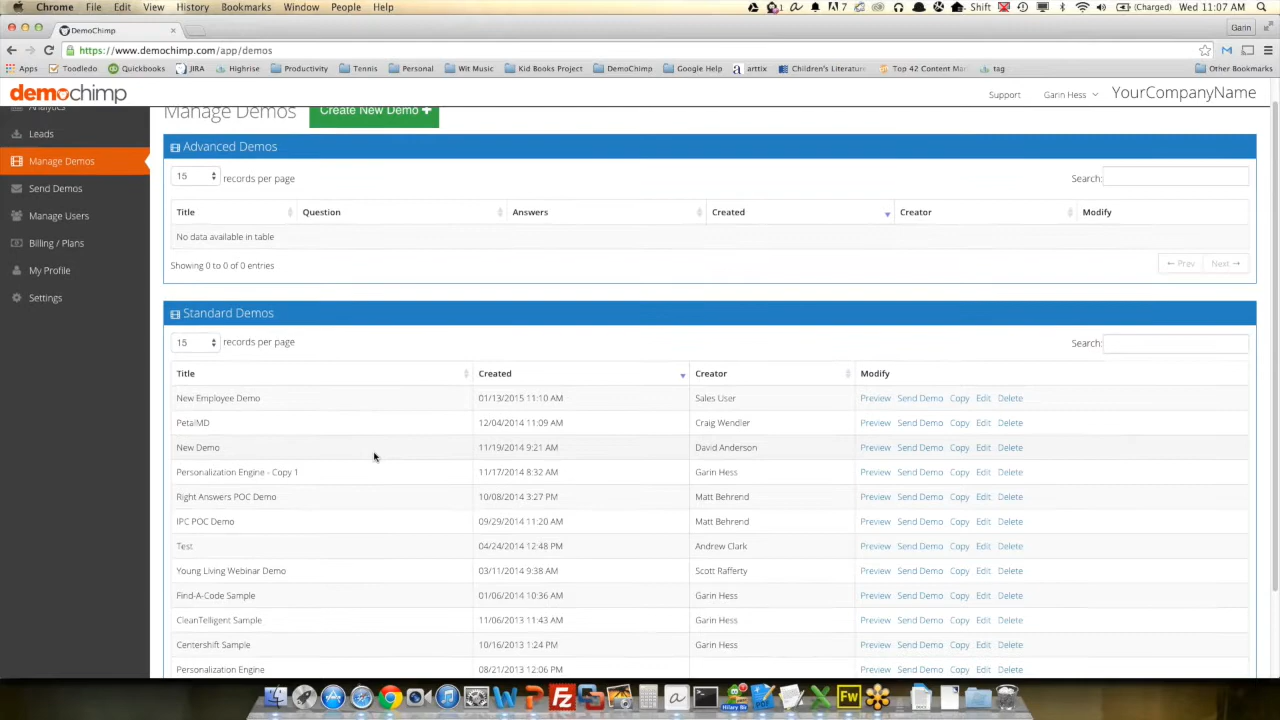 Chrome File Edit View History Bookmarks Window People Help 7 Shift (Charged) Wed 11:07 AM
DemoChimp Garin
https://www.demochimp.com/app/demos
Apps Toodledo Quickbooks JIRA Highrise Productivity Tennis Personal Wit Music Kid Books Project DemoChimp Google Help arttix Children's Literature Top 42 Content Mar tag Other Bookmarks
demochimp Support Garin Hess YourCompanyName
Analytics
Leads
Manage Demos
Send Demos
Manage Users
Billing / Plans
My Profile
Settings
Manage Demos Create New Demo +
Advanced Demos
15 records per page Search:
Title Question Answers Created Creator Modify
No data available in table
Showing 0 to 0 of 0 entries ← Prev Next →
Standard Demos
15 records per page Search:
Title Created Creator Modify
New Employee Demo 01/13/2015 11:10 AM Sales User Preview Send Demo Copy Edit Delete
PetalMD 12/04/2014 11:09 AM Craig Wendler Preview Send Demo Copy Edit Delete
New Demo 11/19/2014 9:21 AM David Anderson Preview Send Demo Copy Edit Delete
Personalization Engine - Copy 1 11/17/2014 8:32 AM Garin Hess Preview Send Demo Copy Edit Delete
Right Answers POC Demo 10/08/2014 3:27 PM Matt Behrend Preview Send Demo Copy Edit Delete
IPC POC Demo 09/29/2014 11:20 AM Matt Behrend Preview Send Demo Copy Edit Delete
Test 04/24/2014 12:48 PM Andrew Clark Preview Send Demo Copy Edit Delete
Young Living Webinar Demo 03/11/2014 9:38 AM Scott Rafferty Preview Send Demo Copy Edit Delete
Find-A-Code Sample 01/06/2014 10:36 AM Garin Hess Preview Send Demo Copy Edit Delete
CleanTelligent Sample 11/06/2013 11:43 AM Garin Hess Preview Send Demo Copy Edit Delete
Centershift Sample 10/16/2013 1:24 PM Garin Hess Preview Send Demo Copy Edit Delete
Personalization Engine 08/21/2013 12:06 PM Preview Send Demo Copy Edit Delete